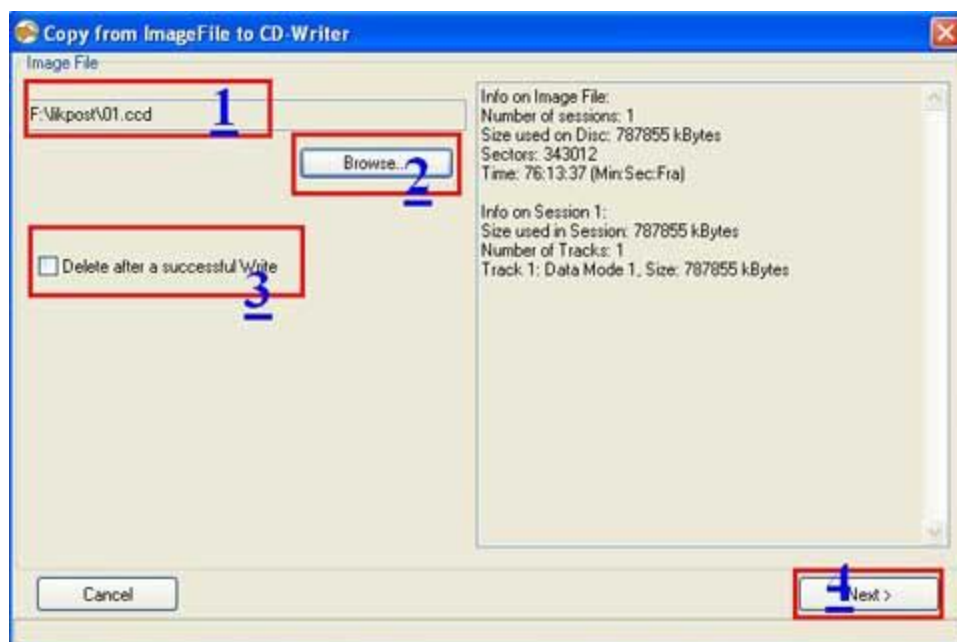 Copy from ImageFile to CD-Writer
Image File
F:\likpost\01.ccd
1
Browse...
2
Delete after a successful Write
3
Info on Image File:
Number of sessions: 1
Size used on Disc: 787855 kBytes
Sectors: 343012
Time: 76:13:37 (Min:Sec:Fra)
Info on Session 1:
Size used in Session: 787855 kBytes
Number of Tracks: 1
Track 1: Data Mode 1, Size: 787855 kBytes
Cancel
4
Next >